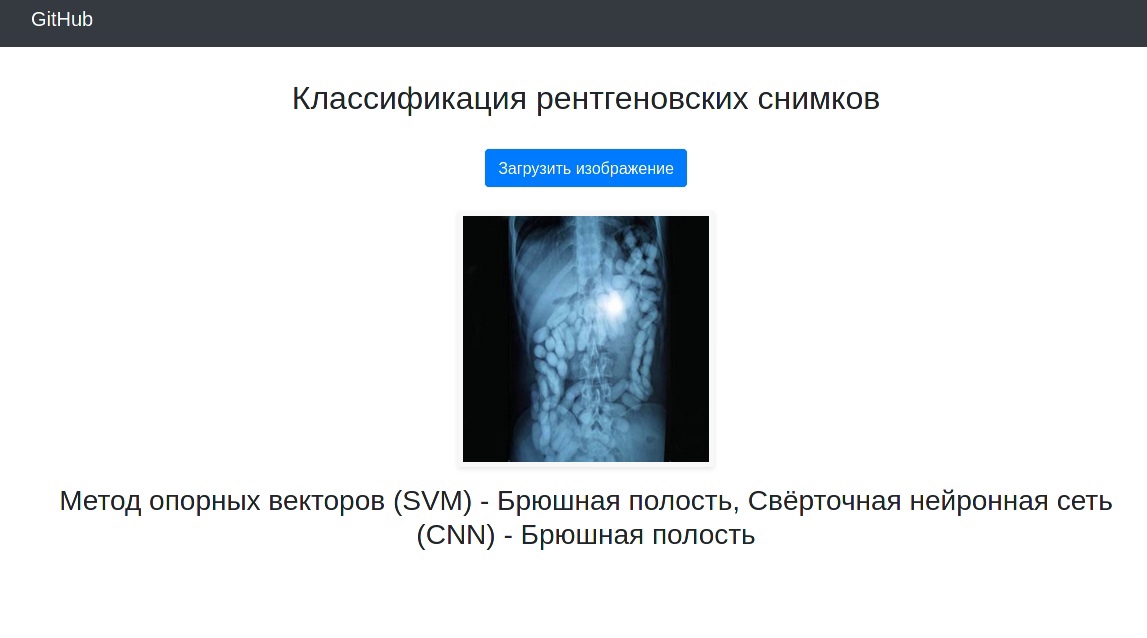 GitHub
Классификация рентгеновских снимков
Загрузить изображение
Метод опорных векторов (SVM) - Брюшная полость, Свёрточная нейронная сеть
(CNN) - Брюшная полость